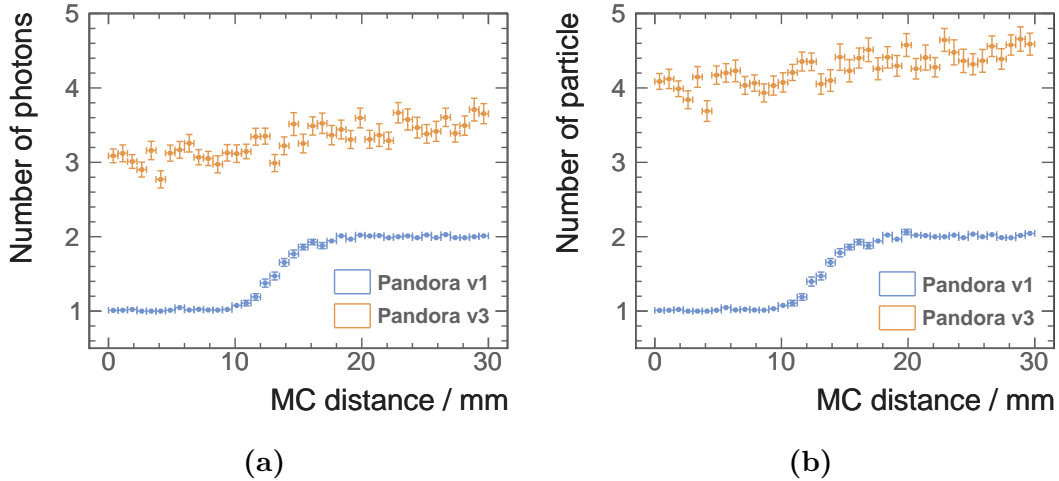 Number of photons
5
4
3
2
1
0
10
20
30
MC distance / mm
Pandora v1
Pandora v3
(a)
Number of particle
5
4
3
2
1
0
10
20
30
MC distance / mm
Pandora v1
Pandora v3
(b)